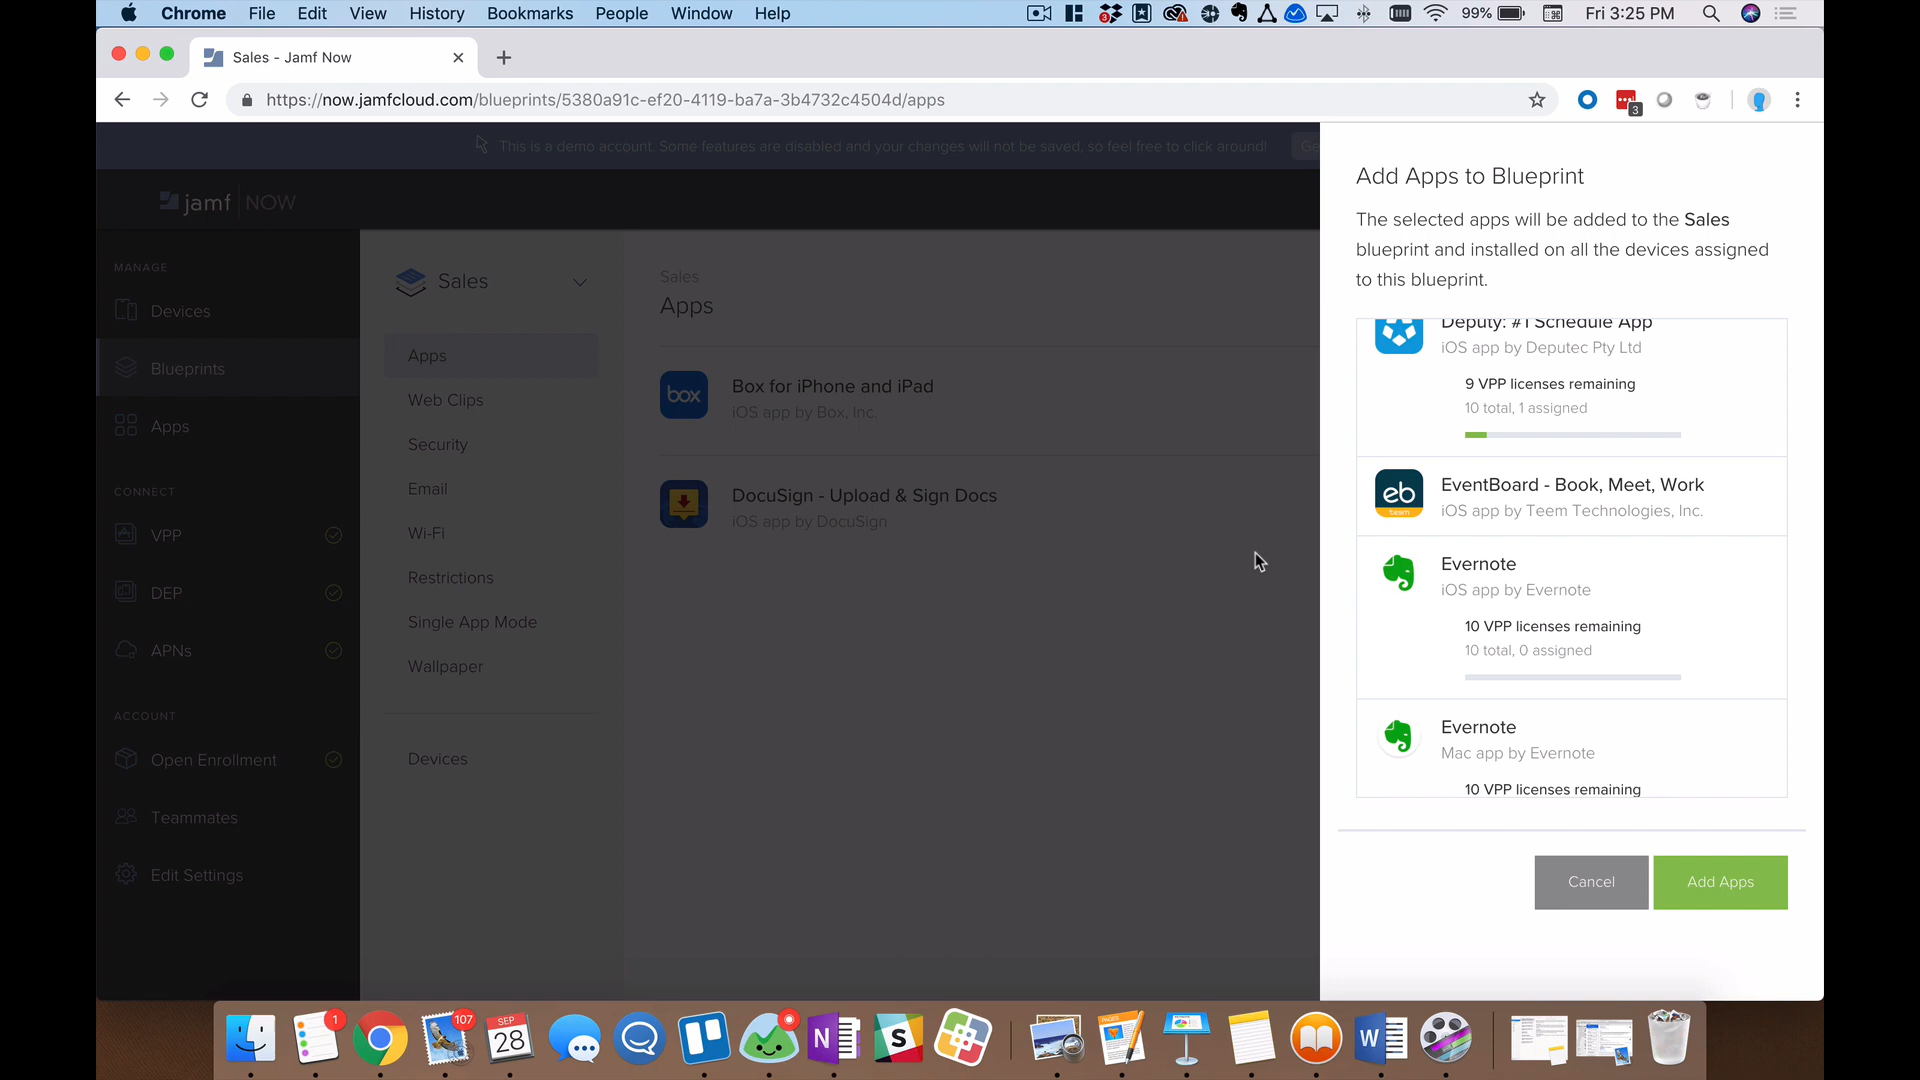 Chrome File Edit View History Bookmarks People Window Help
3
99%
Fri 3:25 PM
Sales - Jamf Now
https://now.jamfcloud.com/blueprints/5380a91c-ef20-4119-ba7a-3b4732c4504d/apps
3
This is a demo account. Some features are disabled and your changes will not be saved, so feel free to click around!
Ge
jamf NOW
MANAGE
Devices
Blueprints
Apps
CONNECT
VPP
DEP
APNs
ACCOUNT
Open Enrollment
Teammates
Edit Settings
Sales
Apps
Web Clips
Security
Email
Wi-Fi
Restrictions
Single App Mode
Wallpaper
Devices
Sales
Apps
box
Box for iPhone and iPad
iOS app by Box, Inc.
DocuSign - Upload & Sign Docs
iOS app by DocuSign
Add Apps to Blueprint
The selected apps will be added to the Sales
blueprint and installed on all the devices assigned
to this blueprint.
Deputy: #1 Schedule App
iOS app by Deputec Pty Ltd
9 VPP licenses remaining
10 total, 1 assigned
eb
teem
EventBoard - Book, Meet, Work
iOS app by Teem Technologies, Inc.
Evernote
iOS app by Evernote
10 VPP licenses remaining
10 total, 0 assigned
Evernote
Mac app by Evernote
10 VPP licenses remaining
Cancel
Add Apps
1
107
SEP
28
N
S
PAGES
W